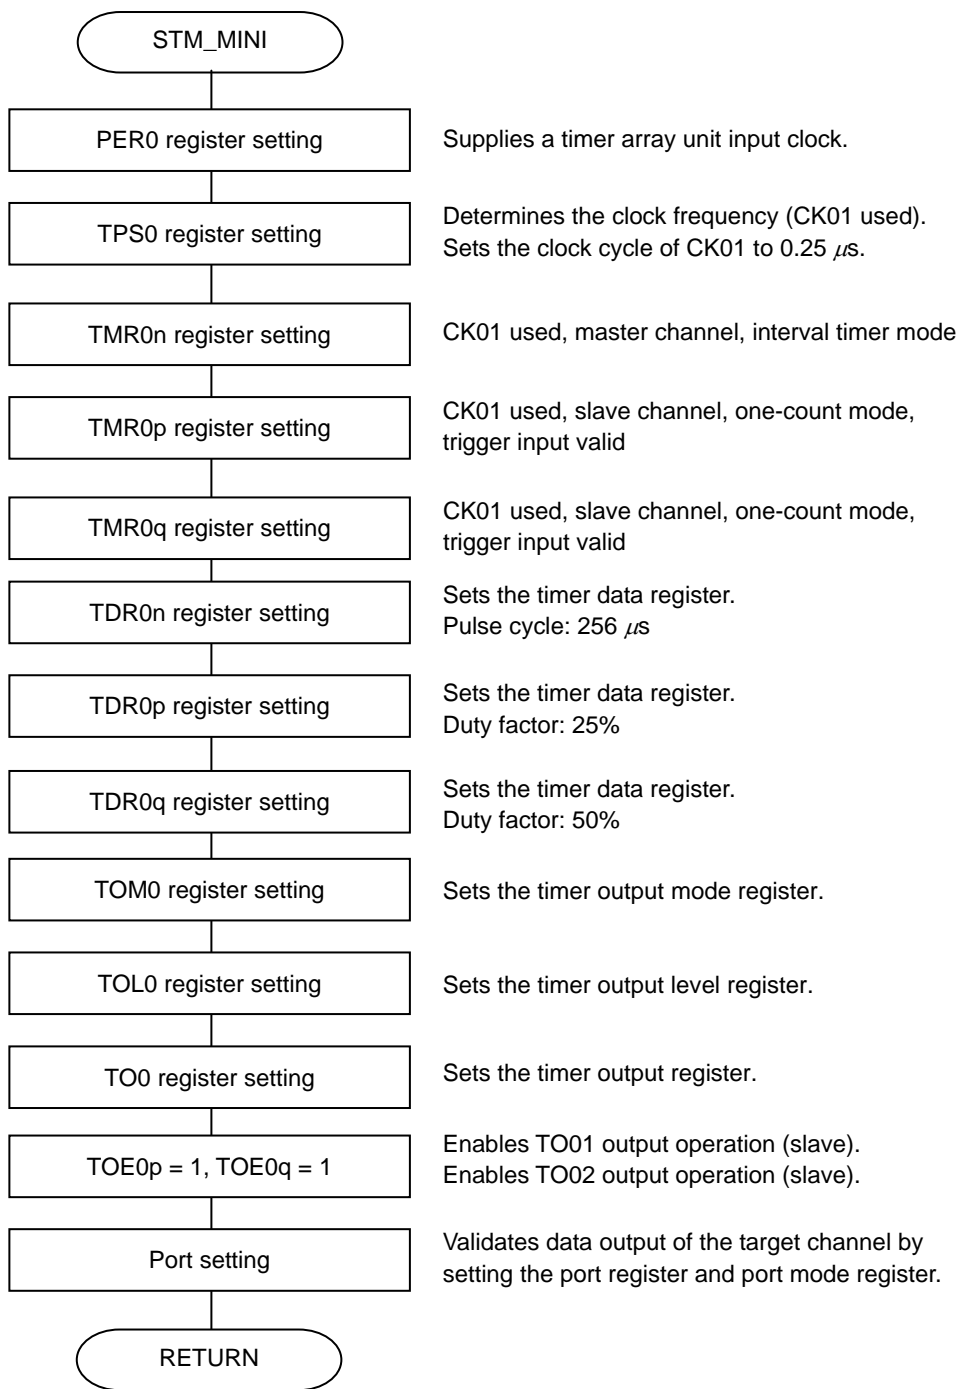 STM_MINI
PER0 register setting
Supplies a timer array unit input clock.
TPS0 register setting
Determines the clock frequency (CK01 used).
Sets the clock cycle of CK01 to 0.25 μs.
TMR0n register setting
CK01 used, master channel, interval timer mode
TMR0p register setting
CK01 used, slave channel, one-count mode,
trigger input valid
TMR0q register setting
CK01 used, slave channel, one-count mode,
trigger input valid
TDR0n register setting
Sets the timer data register.
Pulse cycle: 256 μs
TDR0p register setting
Sets the timer data register.
Duty factor: 25%
TDR0q register setting
Sets the timer data register.
Duty factor: 50%
TOM0 register setting
Sets the timer output mode register.
TOL0 register setting
Sets the timer output level register.
TO0 register setting
Sets the timer output register.
TOE0p = 1, TOE0q = 1
Enables TO01 output operation (slave).
Enables TO02 output operation (slave).
Port setting
Validates data output of the target channel by
setting the port register and port mode register.
RETURN